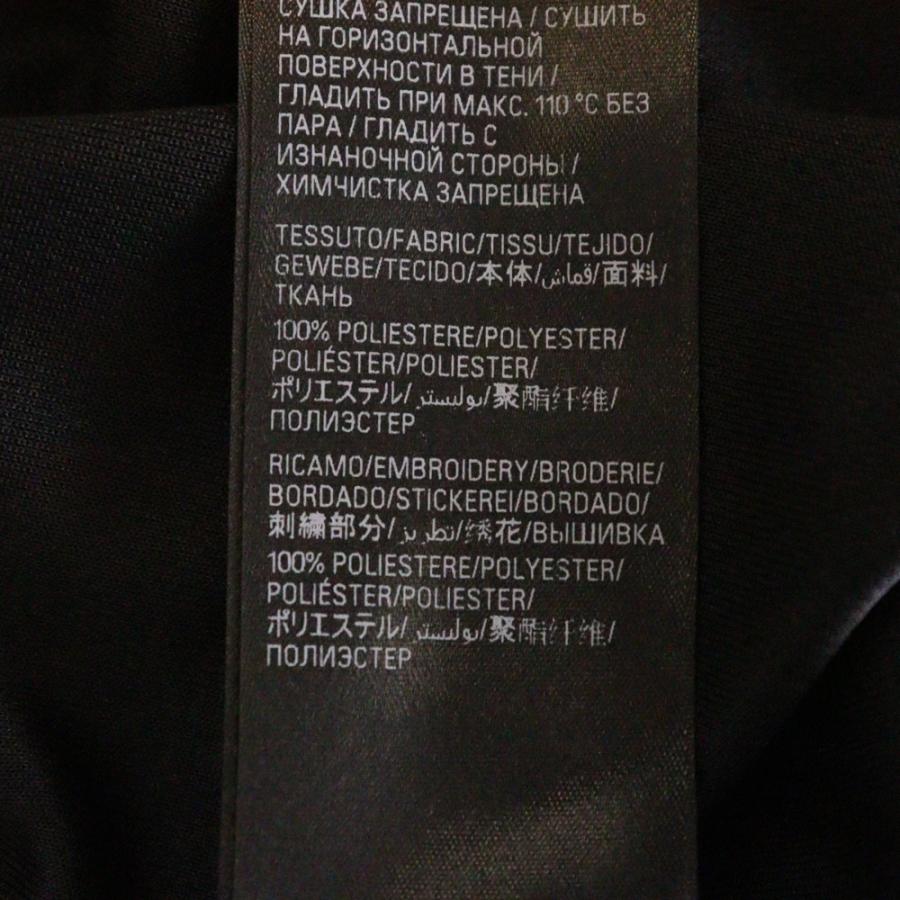 СУШКА ЗАПРЕЩЕНА / СУШИТЬ
НА ГОРИЗОНТАЛЬНОЙ
ПОВЕРХНОСТИ В ТЕНИ /
ГЛАДИТЬ ПРИ МАКС. 110 °C БЕЗ
ПАРА / ГЛАДИТЬ С
ИЗНАНОЧНОЙ СТОРОНЫ /
ХИМЧИСТКА ЗАПРЕЩЕНА
TESSUTO/FABRIC/TISSU/TEJIDO/
GEWEBE/TECIDO/本体/قماش/面料/
ТКАНЬ
100% POLIESTERE/POLYESTER/
POLIÉSTER/POLIESTER/
ポリエステル/بوليستر/聚酯纤维/
ПОЛИЭСТЕР
RICAMO/EMBROIDERY/BRODERIE/
BORDADO/STICKEREI/BORDADO/
刺繍部分/تطريز/绣花/ВЫШИВКА
100% POLIESTERE/POLYESTER/
POLIÉSTER/POLIESTER/
ポリエステル/بوليستر/聚酯纤维/
ПОЛИЭСТЕР